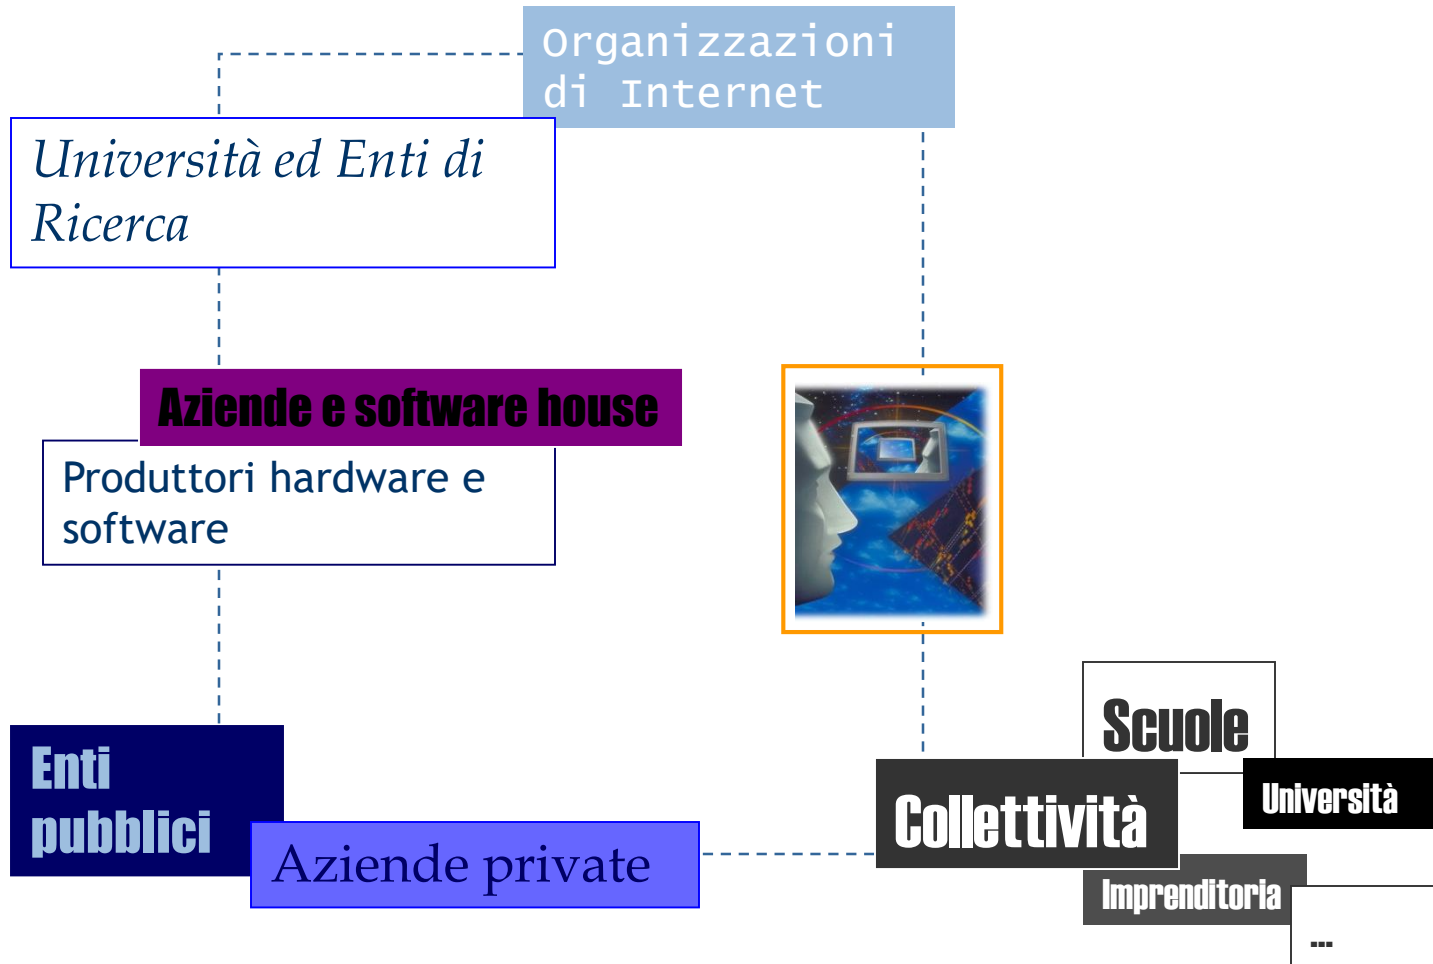 Organizzazioni
di Internet
Università ed Enti di
Ricerca
Aziende e software house
Produttori hardware e
software
Enti
pubblici
Aziende private
Collettività
Scuole
Università
Imprenditoria
...